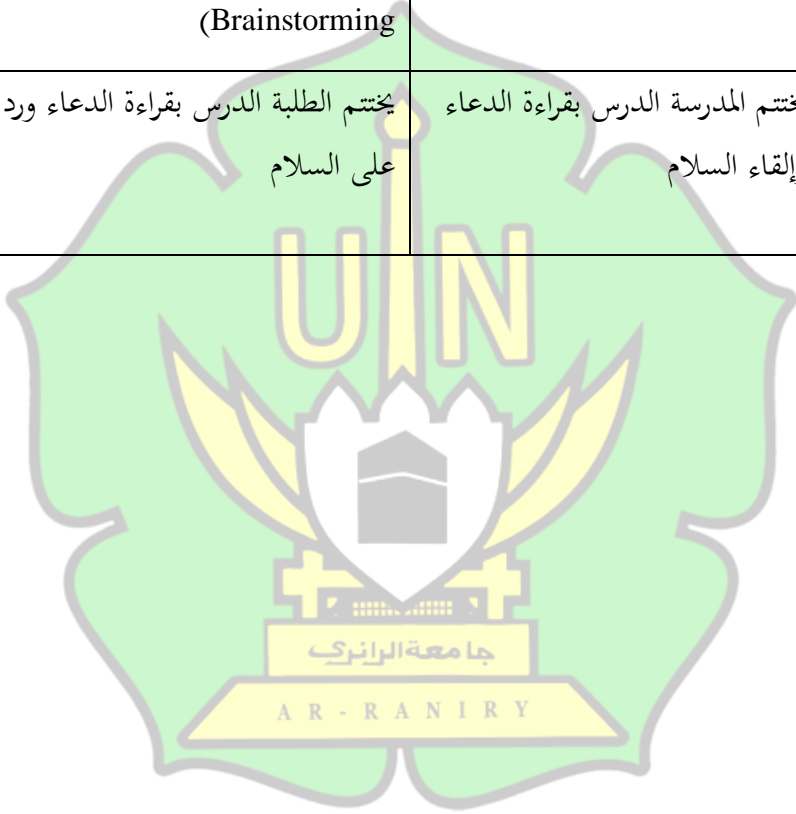 (Brainstorming
ختتم المدرسة الدرس بقراءة الدعاء
إلقاء السلام
يختتم الطلبة الدرس بقراءة الدعاء ورد
على السلام
UIN
جامعة الرانري
AR-RANIRY